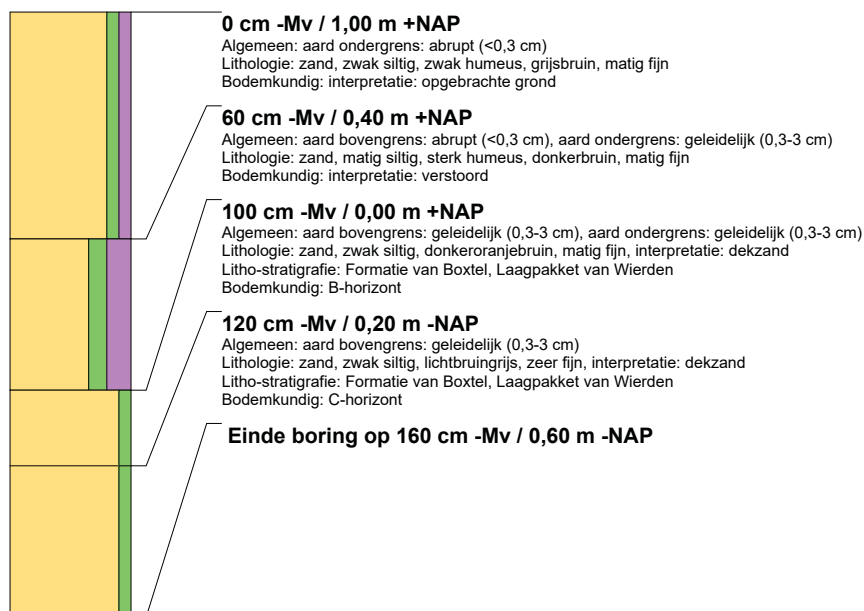 0 cm -Mv / 1,00 m +NAP
Algemeen: aard ondergrens: abrupt (<0,3 cm)
Lithologie: zand, zwak siltig, zwak humeus, grijsbruin, matig fijn
Bodemkundig: interpretatie: opgebrachte grond
60 cm -Mv / 0,40 m +NAP
Algemeen: aard bovengrens: abrupt (<0,3 cm), aard ondergrens: geleidelijk (0,3-3 cm)
Lithologie: zand, matig siltig, sterk humeus, donkerbruin, matig fijn
Bodemkundig: interpretatie: verstoord
100 cm -Mv / 0,00 m +NAP
Algemeen: aard bovengrens: geleidelijk (0,3-3 cm), aard ondergrens: geleidelijk (0,3-3 cm)
Lithologie: zand, zwak siltig, donkeroranjebruin, matig fijn, interpretatie: dekzand
Litho-stratigrafie: Formatie van Boxtel, Laagpakket van Wierden
Bodemkundig: B-horizont
120 cm -Mv / 0,20 m -NAP
Algemeen: aard bovengrens: geleidelijk (0,3-3 cm)
Lithologie: zand, zwak siltig, lichtbruingrijs, zeer fijn, interpretatie: dekzand
Litho-stratigrafie: Formatie van Boxtel, Laagpakket van Wierden
Bodemkundig: C-horizont
Einde boring op 160 cm -Mv / 0,60 m -NAP